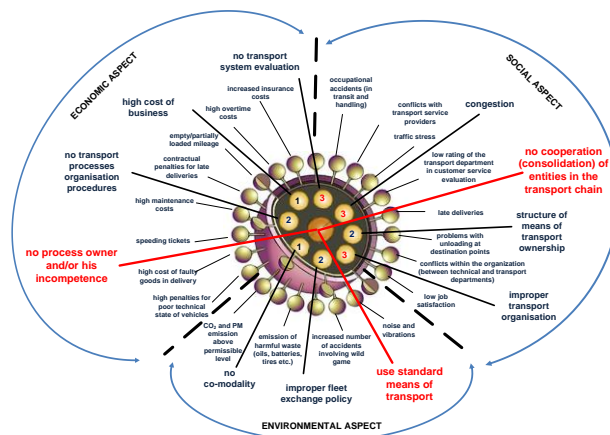 ECONOMIC ASPECT
SOCIAL ASPECT
ENVIRONMENTAL ASPECT
no transport
system evaluation
increased insurance
costs
high cost of
business
high overtime
costs
empty/partially
loaded mileage
no transport
processes
organisation
procedures
contractual
penalties for late
deliveries
high maintenance
costs
speeding tickets
no process owner
and/or his
incompetence
high cost of faulty
goods in delivery
high penalties for
poor technical
state of vehicles
CO₂ and PM
emission
above
permissible
level
no
co-modality
emission of
harmful waste
(oils, batteries,
tires etc.)
improper fleet
exchange policy
increased number
of accidents
involving wild
game
noise and
vibrations
use standard
means of
transport
low job
satisfaction
improper
transport
organisation
conflicts within the organization
(between technical and transport
departments)
problems with
unloading at
destination points
structure of
means of
transport
ownership
late deliveries
no cooperation
(consolidation) of
entities in the
transport chain
low rating of the
transport department
in customer service
evaluation
traffic stress
congestion
conflicts with
transport service
providers
occupational
accidents (in
transit and
handling)
1
3
3
2
2
1
2
3